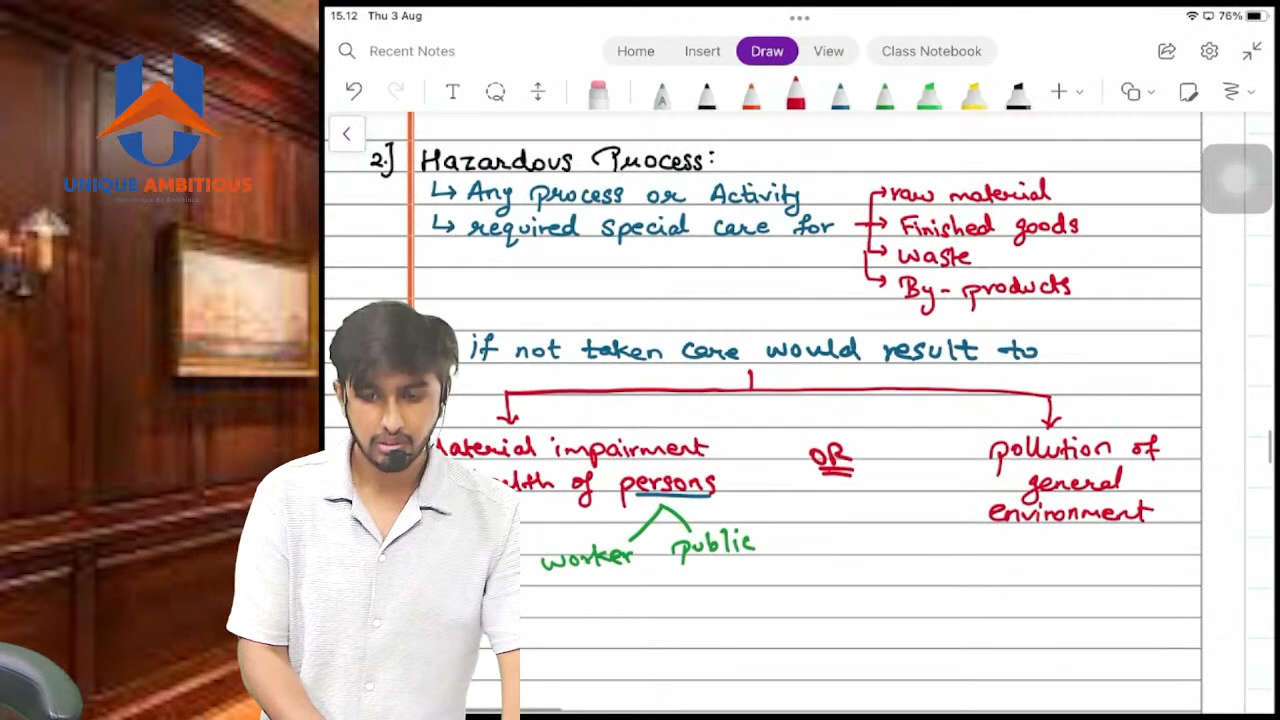 15.12 Thu 3 Aug
76%
Recent Notes
Home Insert Draw View Class Notebook
UNIQUE AMBITIOUS
2.] Hazardous Process:
↳ Any process or Activity
↳ required special care for
→ raw material
→ Finished goods
→ waste
→ By-products
if not taken care would result to
Material impairment
of persons
worker public
OR
pollution of
general
environment